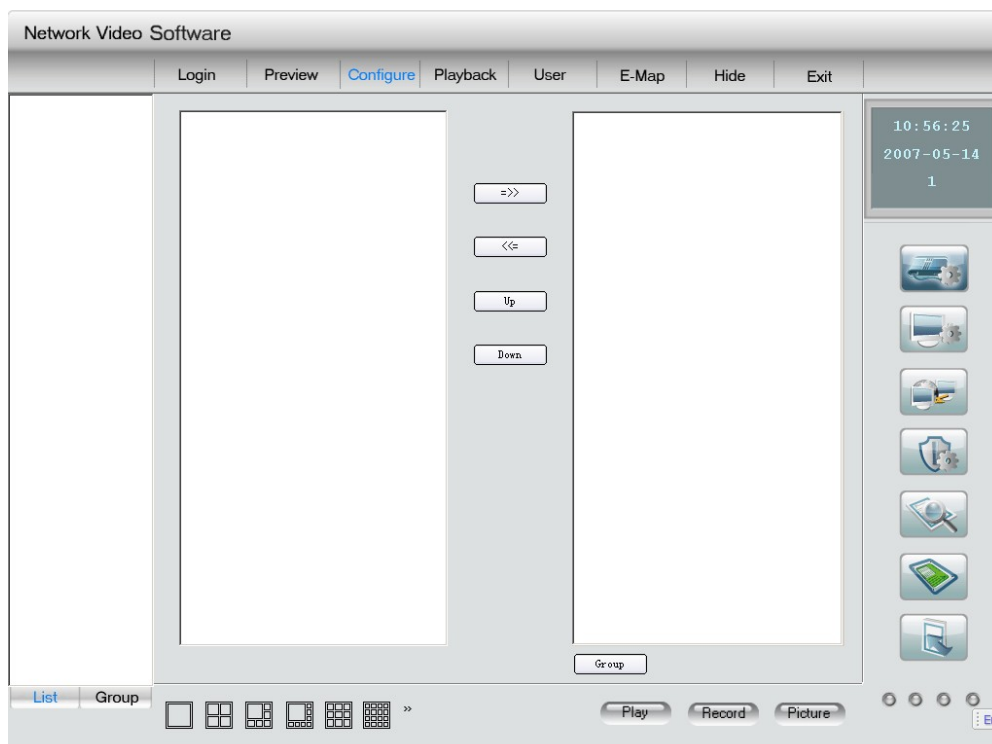 Network Video Software
Login Preview Configure Playback User E-Map Hide Exit
10:56:25
2007-05-14
1
=>>
<<=
Up
Down
Group
List Group
»
Play Record Picture